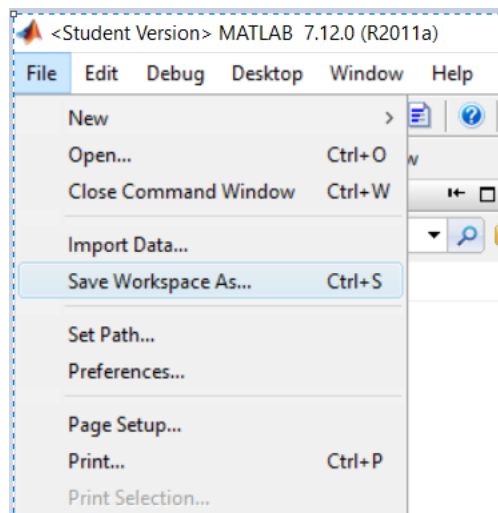 <Student Version> MATLAB 7.12.0 (R2011a)
File Edit Debug Desktop Window Help
New
Open... Ctrl+O
Close Command Window Ctrl+W
Import Data...
Save Workspace As... Ctrl+S
Set Path...
Preferences...
Page Setup...
Print... Ctrl+P
Print Selection...